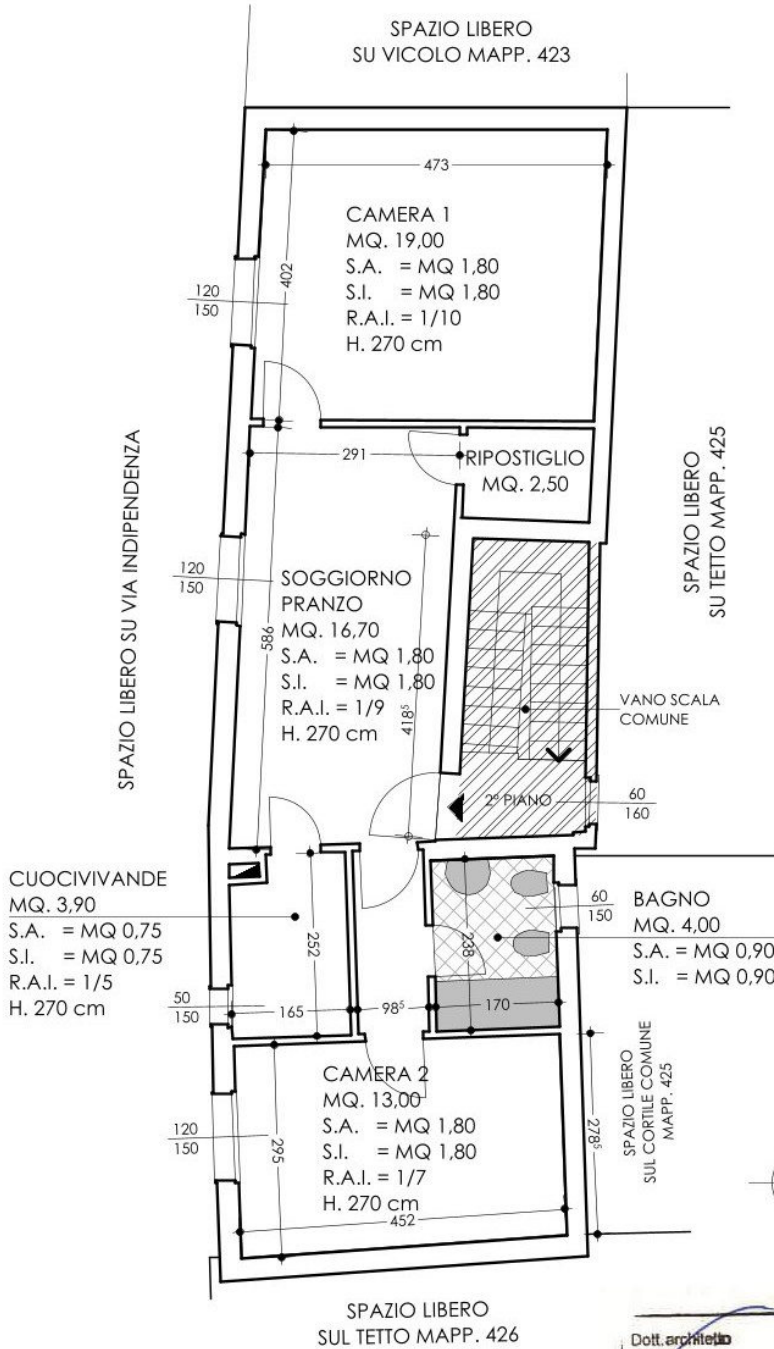 SPAZIO LIBERO
SU VICOLO MAPP. 423
473
CAMERA 1
MQ. 19,00
S.A. = MQ 1,80
S.I. = MQ 1,80
R.A.I. = 1/10
H. 270 cm
402
120
150
SPAZIO LIBERO SU VIA INDIPENDENZA
291
RIPOSTIGLIO
MQ. 2,50
SPAZIO LIBERO
SU TETTO MAPP. 425
120
150
SOGGIORNO
PRANZO
MQ. 16,70
S.A. = MQ 1,80
S.I. = MQ 1,80
R.A.I. = 1/9
H. 270 cm
586
418⁵
VANO SCALA
COMUNE
2° PIANO
60
160
CUOCIVIVANDE
MQ. 3,90
S.A. = MQ 0,75
S.I. = MQ 0,75
R.A.I. = 1/5
H. 270 cm
50
150
252
165
98⁵
238
170
60
150
BAGNO
MQ. 4,00
S.A. = MQ 0,90
S.I. = MQ 0,90
SPAZIO LIBERO
SUL CORTILE COMUNE
MAPP. 425
278⁵
CAMERA 2
MQ. 13,00
S.A. = MQ 1,80
S.I. = MQ 1,80
R.A.I. = 1/7
H. 270 cm
120
150
295
452
SPAZIO LIBERO
SUL TETTO MAPP. 426
Dott. architetto